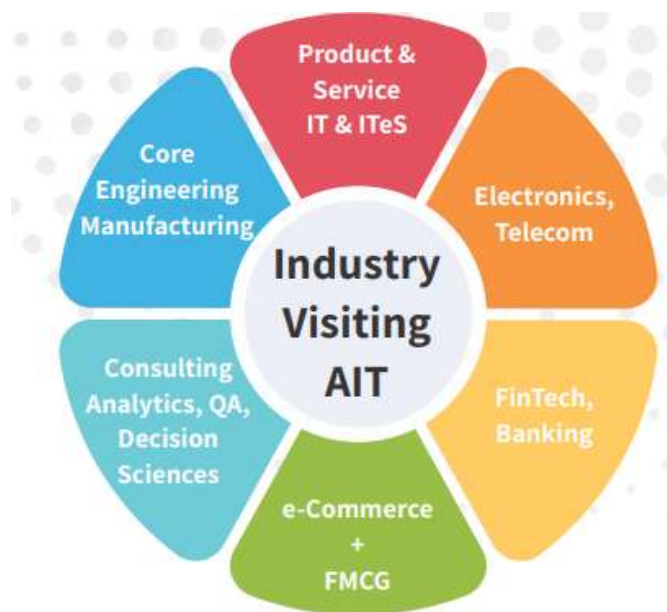 Product &
Service
IT & ITeS
Electronics,
Telecom
FinTech,
Banking
e-Commerce
+
FMCG
Consulting
Analytics, QA,
Decision
Sciences
Core
Engineering
Manufacturing
Industry
Visiting
AIT